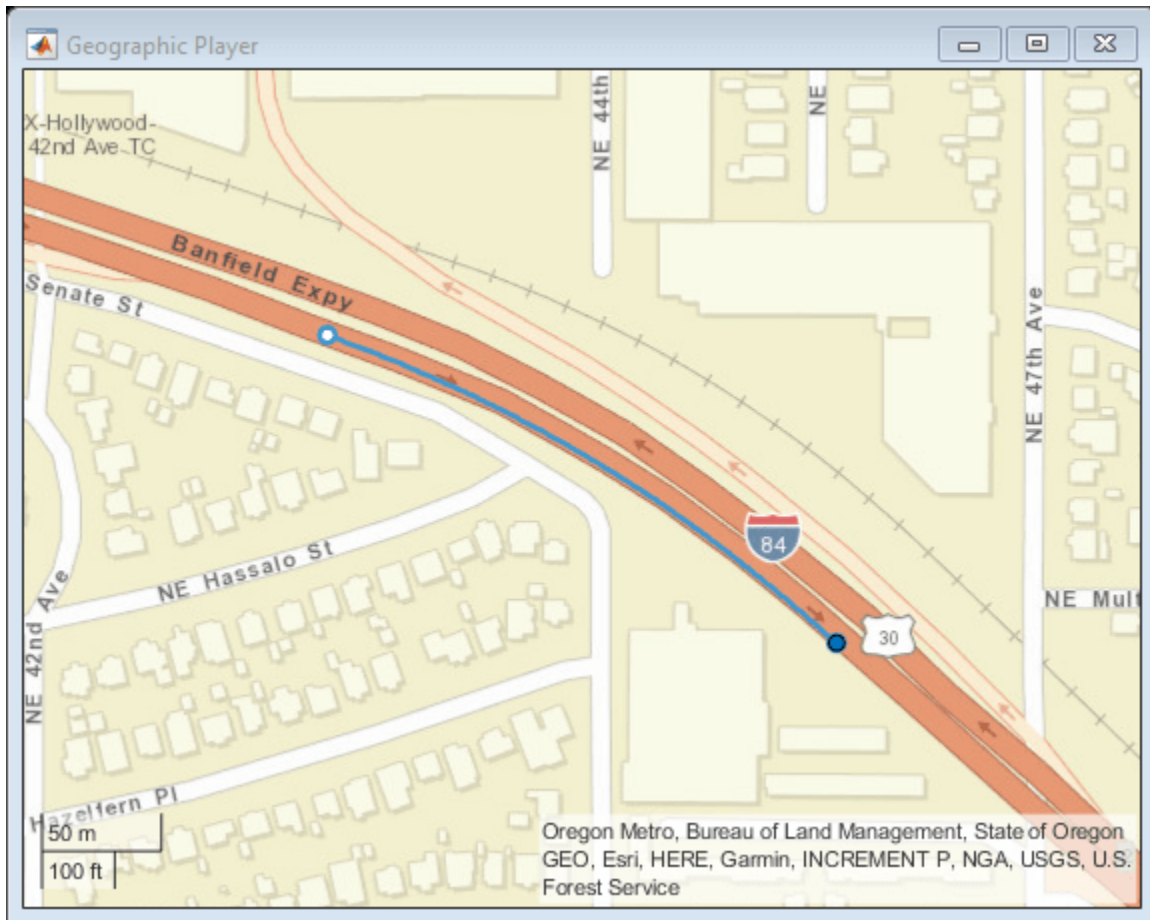 Geographic Player
X-Hollywood-
42nd Ave TC
NE 44th
NE
Banfield Expy
Senate St
NE 47th Ave
84
NE Hassalo St
NE Mult
30
NE 42nd Ave
Hazelfern Pl
50 m
100 ft
Oregon Metro, Bureau of Land Management, State of Oregon
GEO, Esri, HERE, Garmin, INCREMENT P, NGA, USGS, U.S.
Forest Service